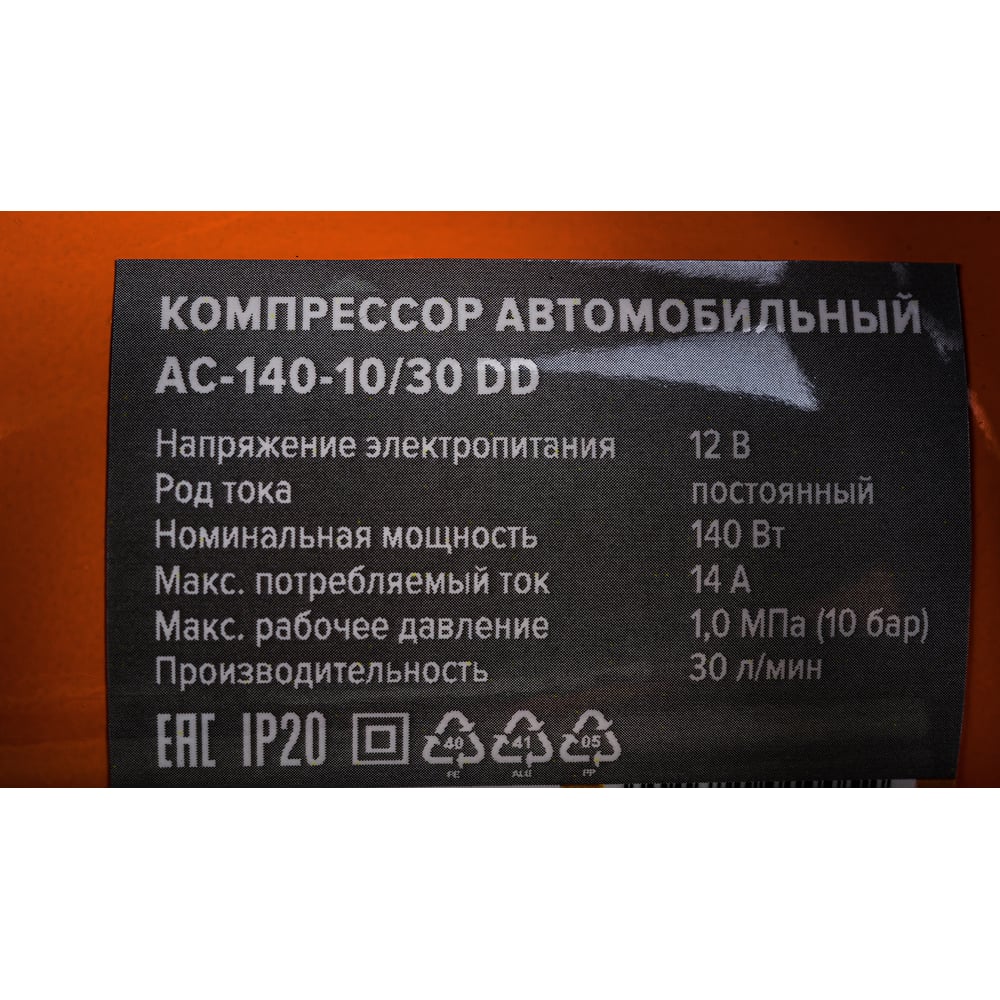 КОМПРЕССОР АВТОМОБИЛЬНЫЙ
АС-140-10/30 DD
Напряжение электропитания 12 В
Род тока постоянный
Номинальная мощность 140 Вт
Макс. потребляемый ток 14 А
Макс. рабочее давление 1,0 МПа (10 бар)
Производительность 30 л/мин
ЕАС IP20 40 41 05
FE ALU PP